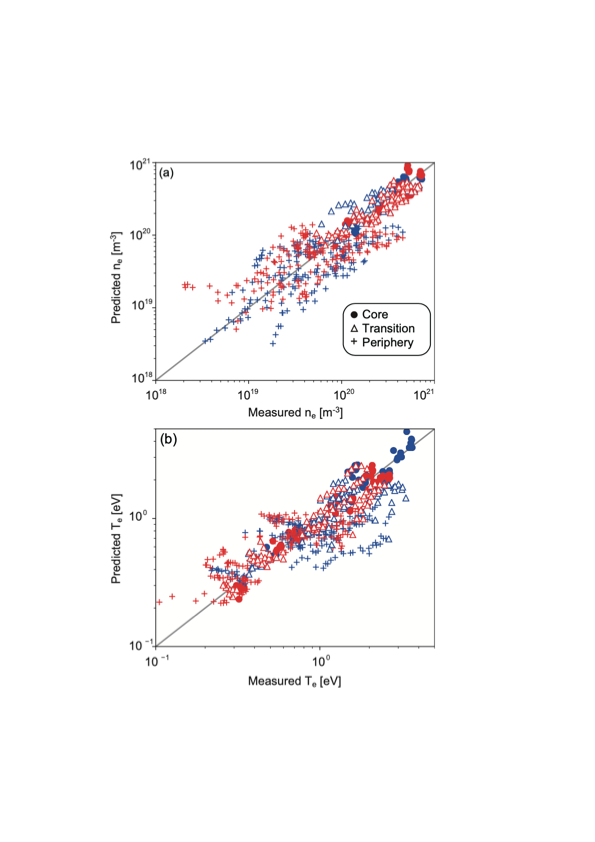 (a)
Predicted nₑ [m⁻³]
10²¹
10²⁰
10¹⁹
10¹⁸
Core
Transition
Periphery
10¹⁸ 10¹⁹ 10²⁰ 10²¹
Measured nₑ [m⁻³]
(b)
Predicted Tₑ [eV]
10⁰
10⁻¹
10⁻¹ 10⁰
Measured Tₑ [eV]